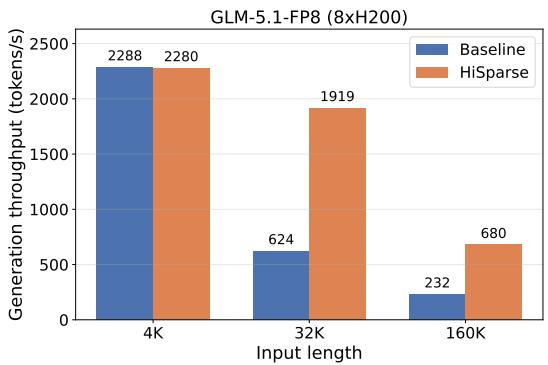 GLM-5.1-FP8 (8xH200)
Generation throughput (tokens/s)
2500
2000
1500
1000
500
0
Baseline
HiSparse
2288
2280
624
1919
232
680
4K
32K
160K
Input length